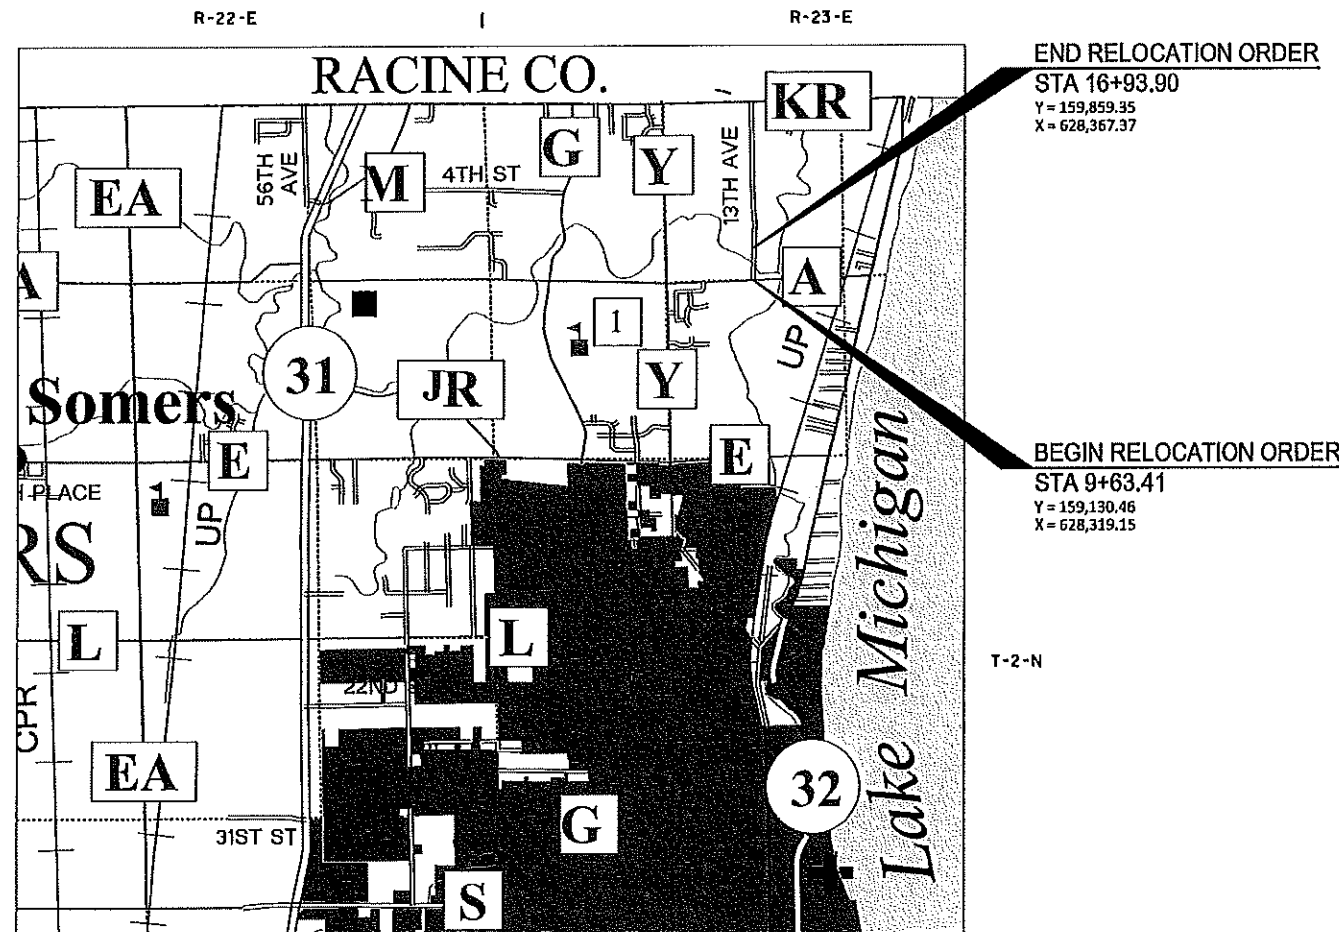 R-22-E
R-23-E
RACINE CO.
END RELOCATION ORDER
STA 16+93.90
Y = 159,859.35
X = 628,367.37
KR
G
Y
56TH
AVE
M
4TH ST
13TH AVE
EA
A
A
1
UP
31
JR
Y
Somers
E
E
BEGIN RELOCATION ORDER
STA 9+63.41
Y = 159,130.46
X = 628,319.15
H PLACE
UP
RS
Lake Michigan
L
L
T-2-N
22ND
CPR
EA
32
G
31ST ST
S